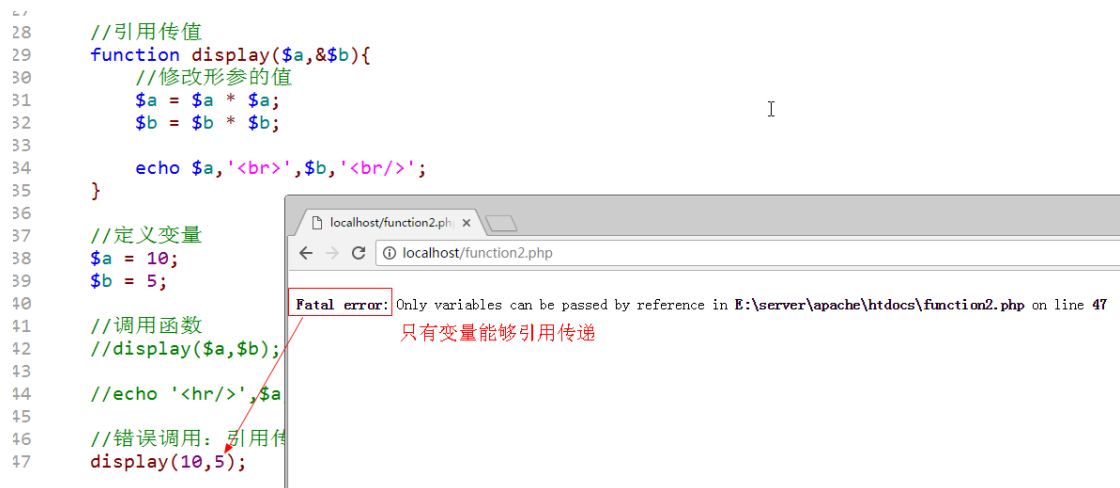 28 //引用传值
29 function display($a,&$b){
30 //修改形参的值
31 $a = $a * $a;
32 $b = $b * $b;
33
34 echo $a,'<br>',$b,'<br/>';
35 }
36
37 //定义变量
38 $a = 10;
39 $b = 5;
40
41 //调用函数
42 //display($a,$b);
43
44 //echo '<hr/>',$a
45
46 //错误调用：引用传
47 display(10,5);
localhost/function2.php
localhost/function2.php
Fatal error: Only variables can be passed by reference in E:\server\apache\htdocs\function2.php on line 47
只有变量能够引用传递